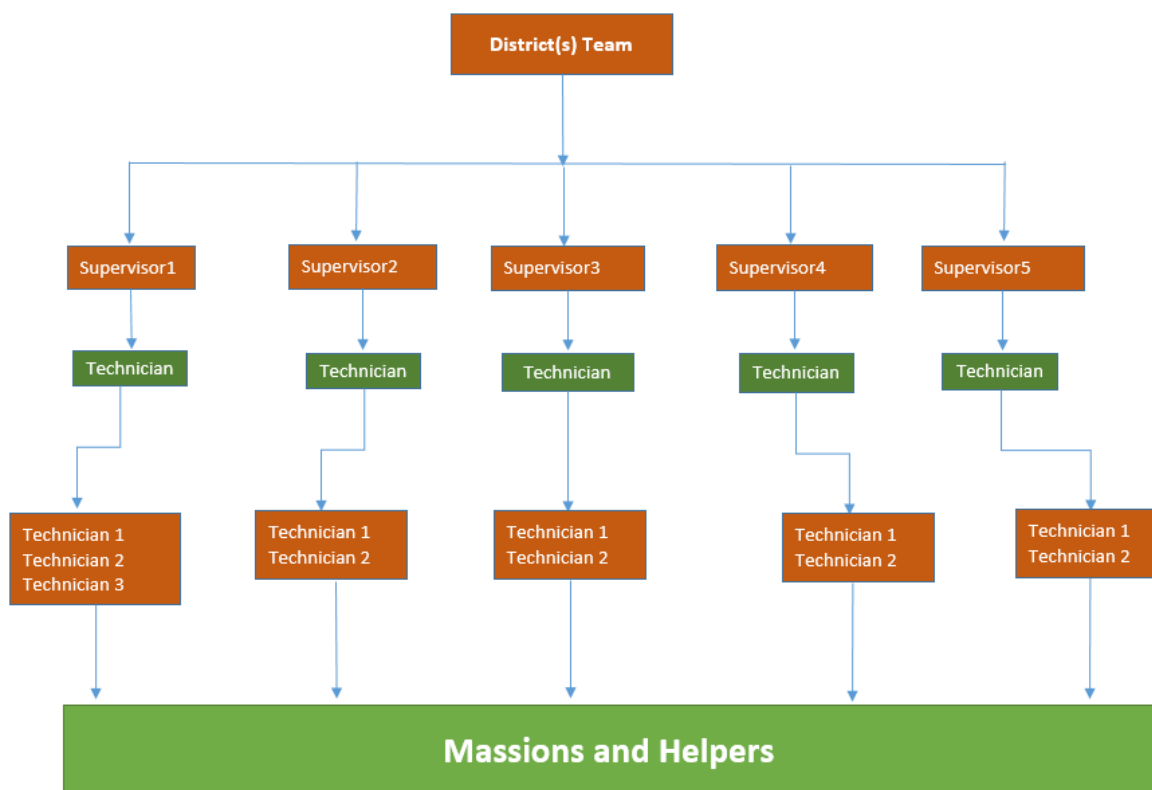 District(s) Team
Supervisor1
Supervisor2
Supervisor3
Supervisor4
Supervisor5
Technician
Technician
Technician
Technician
Technician
Technician 1
Technician 2
Technician 3
Technician 1
Technician 2
Technician 1
Technician 2
Technician 1
Technician 2
Technician 1
Technician 2
Massions and Helpers